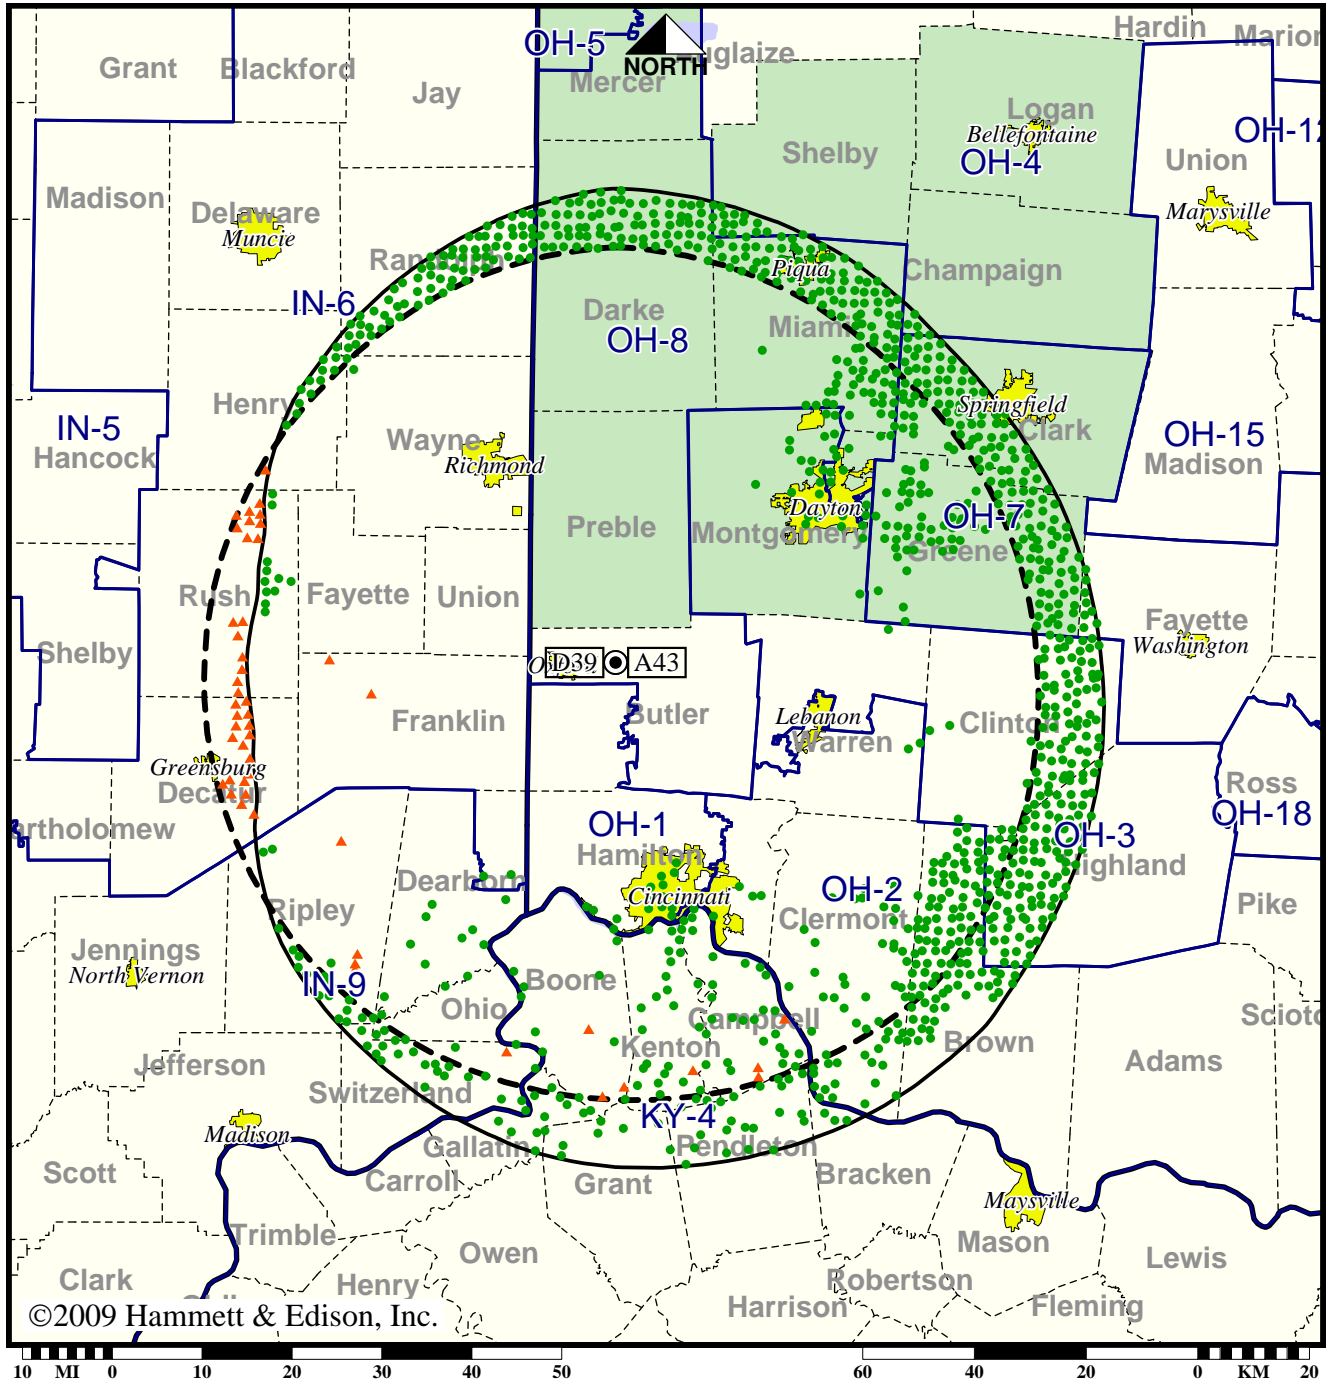 Hardin
Marion
OH-5
Auglaize
NORTH
Grant
Blackford
Mercer
Jay
Logan
Bellefontaine
OH-12
Shelby
OH-4
Union
Madison
Delaware
Muncie
Marysville
Randolph
Piqua
Champaign
IN-6
Darke
Miami
OH-8
Henry
Springfield
IN-5
Wayne
Clark
OH-15
Hancock
Richmond
Madison
Dayton
OH-7
Preble
Montgomery
Greene
Rush
Fayette
Union
Fayette
Washington
Shelby
D39
A43
Franklin
Butler
Lebanon
Clinton
Warren
Greensburg
Decatur
Ross
OH-18
artholomew
OH-1
OH-3
Hamilton
Highland
Dearborn
OH-2
Cincinnati
Ripley
Clermont
Pike
Jennings
North Vernon
IN-9
Boone
Ohio
Campbell
Scioto
Kenton
Brown
Jefferson
Adams
Switzerland
KY-4
Madison
Gallatin
Pendleton
Scott
Carroll
Grant
Bracken
Maysville
Trimble
Owen
Mason
Lewis
Clark
Henry
Robertson
Harrison
Fleming
©2009 Hammett & Edison, Inc.
10 MI 0 10 20 30 40 50 60 40 20 0 KM 20